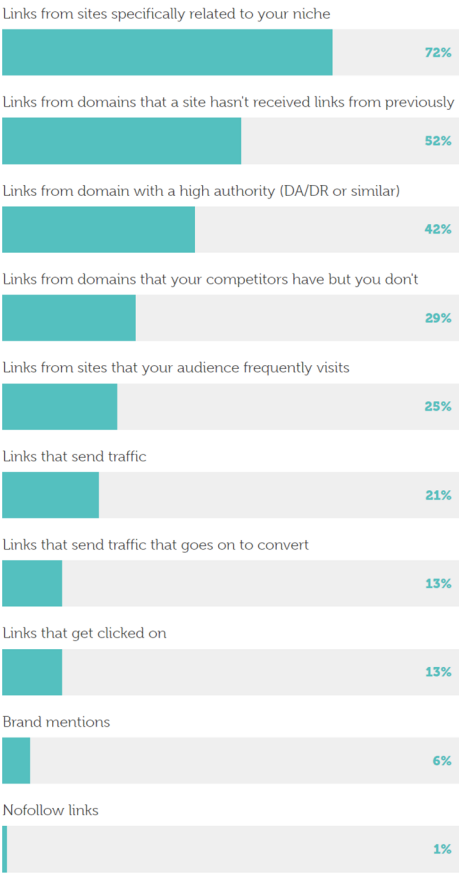 Links from sites specifically related to your niche
72%
Links from domains that a site hasn't received links from previously
52%
Links from domain with a high authority (DA/DR or similar)
42%
Links from domains that your competitors have but you don't
29%
Links from sites that your audience frequently visits
25%
Links that send traffic
21%
Links that send traffic that goes on to convert
13%
Links that get clicked on
13%
Brand mentions
6%
Nofollow links
1%